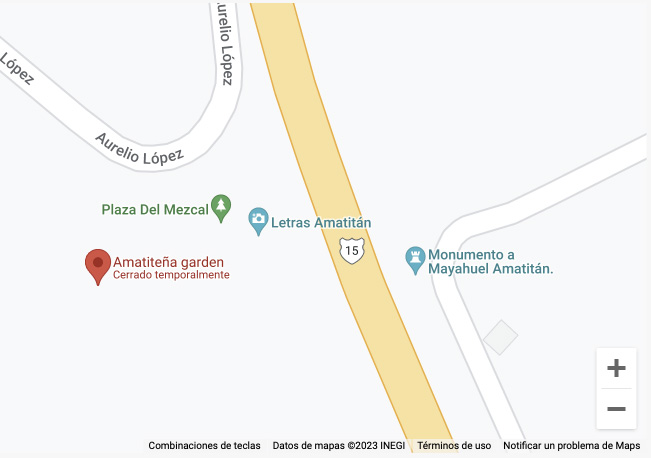 Aurelio López
López
Aurelio López
Plaza Del Mezcal
Letras Amatitán
15
Monumento a
Mayahuel Amatitán.
Amatiteña garden
Cerrado temporalmente
+
−
Combinaciones de teclas Datos de mapas ©2023 INEGI Términos de uso Notificar un problema de Maps